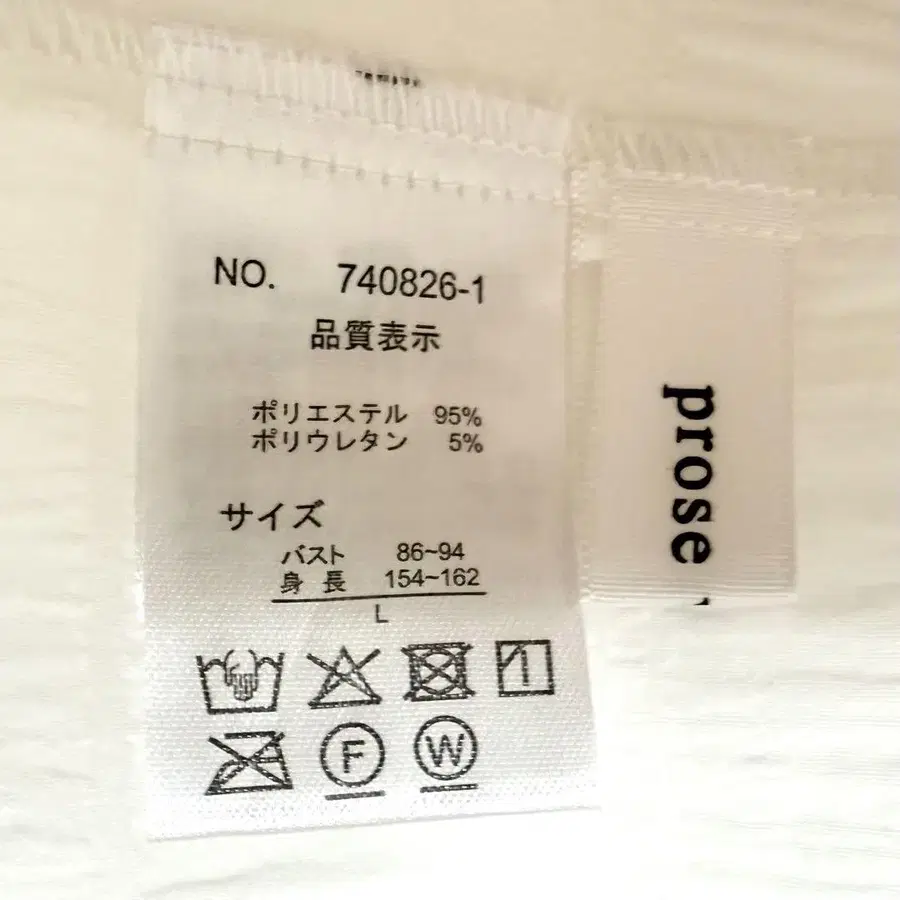 NO. 740826-1
品質表示
ポリエステル 95%
ポリウレタン 5%
サイズ
バスト 86~94
身長 154~162
L
F
W
prose